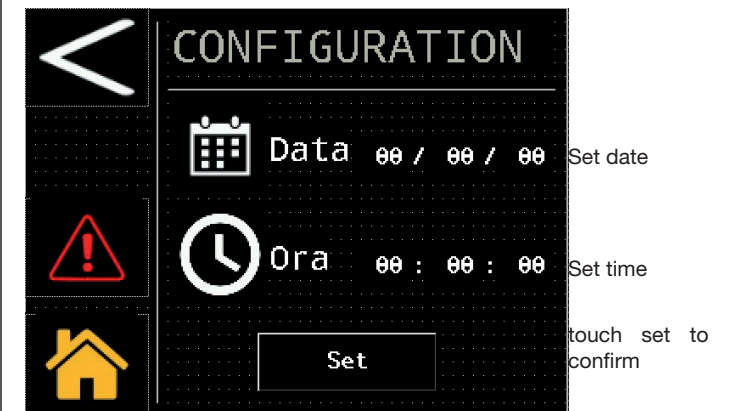 CONFIGURATION
Data 00 / 00 / 00 Set date
Ora 00 : 00 : 00 Set time
Set
touch set to
confirm